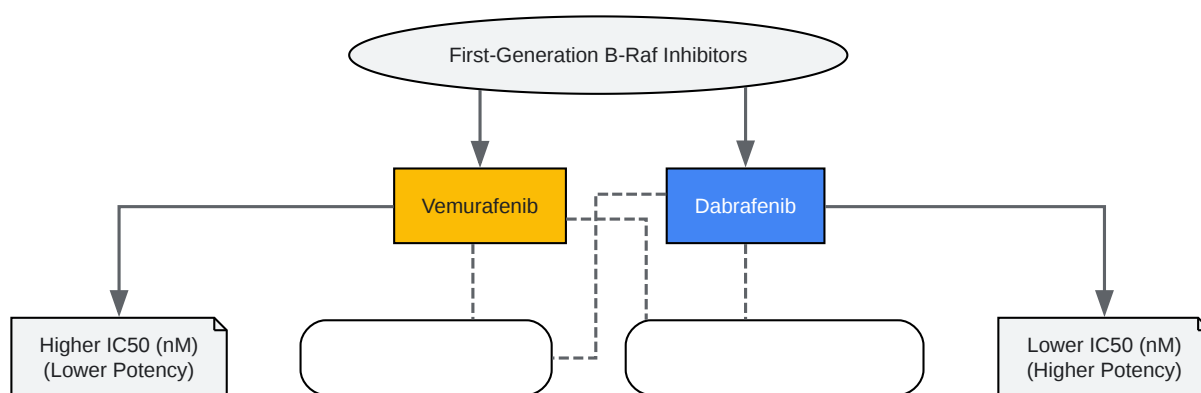 First-Generation B-Raf Inhibitors
Vemurafenib
Dabrafenib
Higher IC50 (nM)
(Lower Potency)
Lower IC50 (nM)
(Higher Potency)